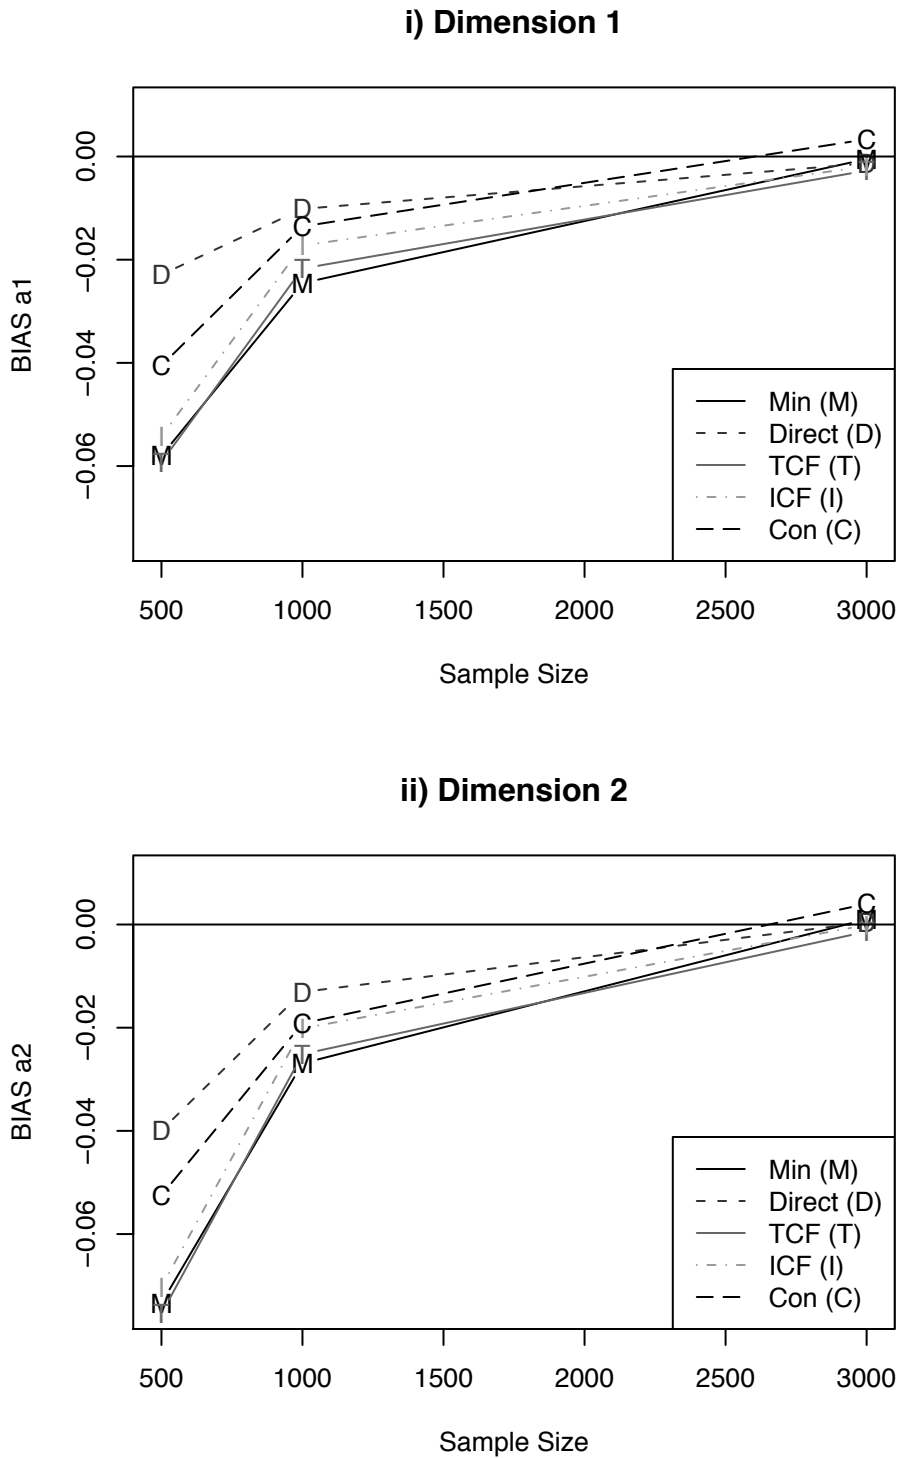 i) Dimension 1
BIAS a1
0.00
−0.02
−0.04
−0.06
D
C
I
M
T
D
C
I
T
M
C
M
D
I
T
Min (M)
Direct (D)
TCF (T)
ICF (I)
Con (C)
500 1000 1500 2000 2500 3000
Sample Size
ii) Dimension 2
BIAS a2
0.00
−0.02
−0.04
−0.06
D
C
I
M
T
D
C
I
T
M
C
M
D
I
T
Min (M)
Direct (D)
TCF (T)
ICF (I)
Con (C)
500 1000 1500 2000 2500 3000
Sample Size